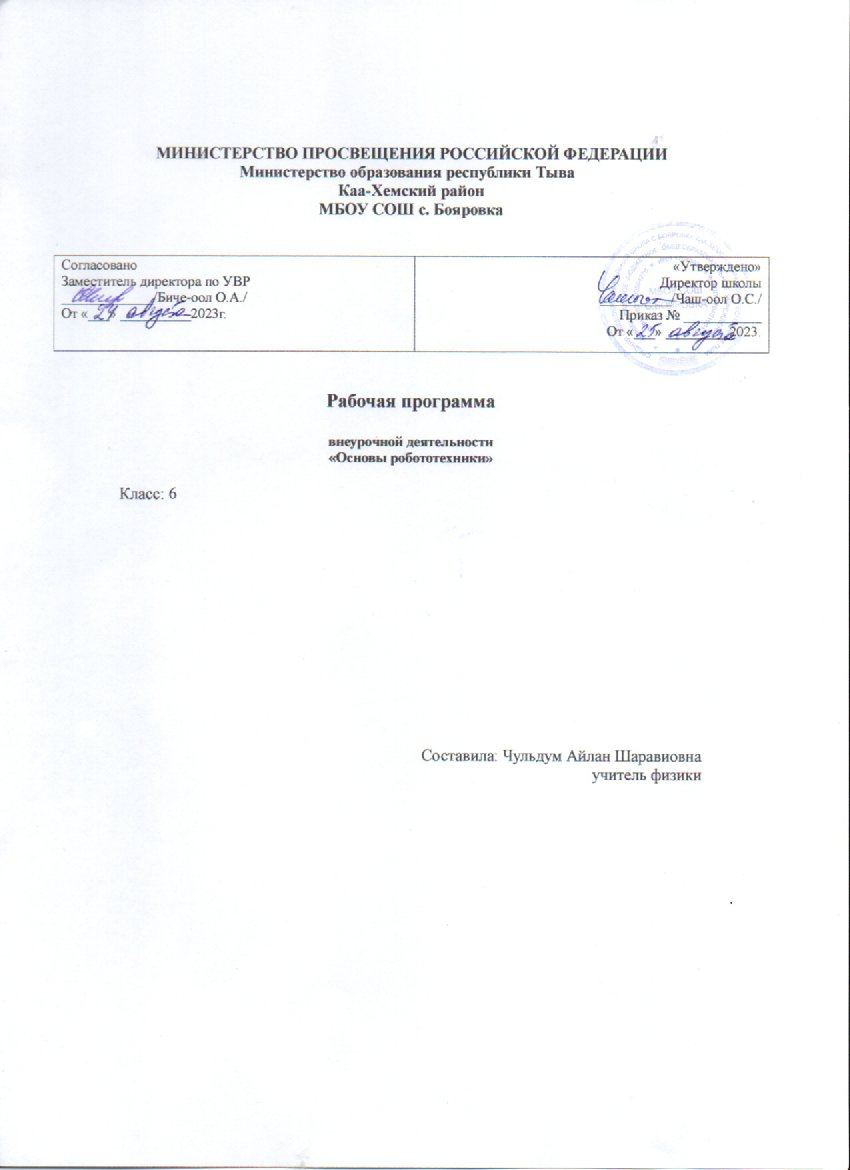 МИНИСТЕРСТВО ПРОСВЕЩЕНИЯ РОССИЙСКОЙ ФЕДЕРАЦИИ
Министерство образования республики Тыва
Каа-Хемский район
МБОУ СОШ с. Бояровка
Согласовано
Заместитель директора по УВР
/Биче-оол О.А./
От « » августа 2023г.
«Утверждено»
Директор школы
/Чаш-оол О.С./
Приказ № ___________
От « 25 » августа 2023.
Рабочая программа
внеурочной деятельности
«Основы робототехники»
Класс: 6
Составила: Чульдум Айлан Шаравиовна
учитель физики